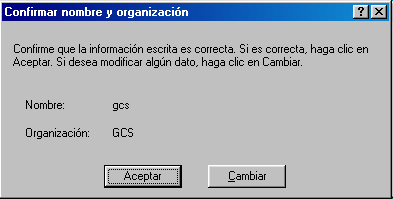 Confirmar nombre y organización
Confirme que la información escrita es correcta. Si es correcta, haga clic en
Aceptar. Si desea modificar algún dato, haga clic en Cambiar.
Nombre: gcs
Organización: GCS
Aceptar Cambiar